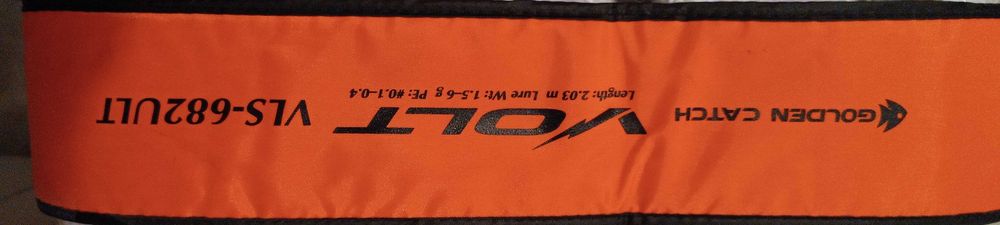 GOLDEN CATCH
VOLT
VLS-682ULT
Length: 2.03 m Lure Wt: 1.5-6 g PE: #0.1-0.4